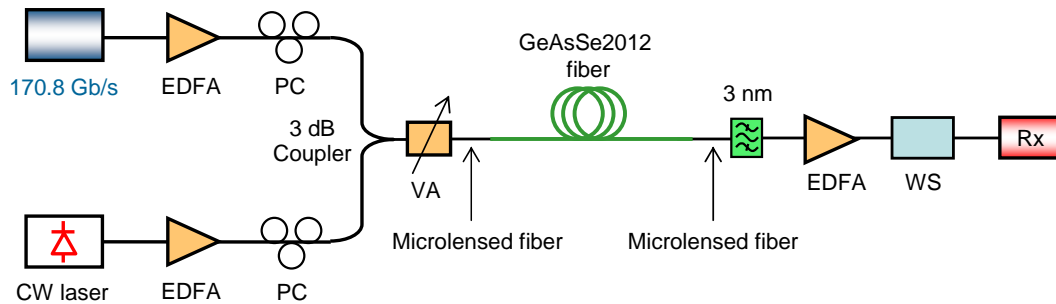 170.8 Gb/s
EDFA
PC
3 dB
Coupler
CW laser
EDFA
PC
VA
Microlensed fiber
GeAsSe2012
fiber
Microlensed fiber
3 nm
EDFA
WS
Rx